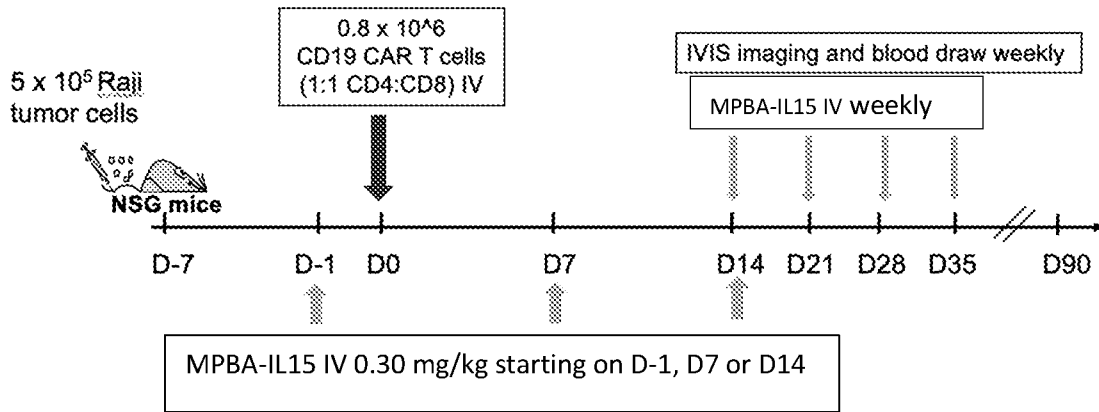 0.8 x 10^6
CD19 CAR T cells
(1:1 CD4:CD8) IV
5 x 10⁵ Raji
tumor cells
IVIS imaging and blood draw weekly
MPBA-IL15 IV weekly
NSG mice
D-7 D-1 D0 D7 D14 D21 D28 D35 D90
MPBA-IL15 IV 0.30 mg/kg starting on D-1, D7 or D14